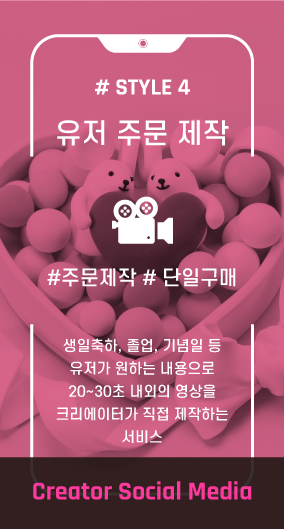 # STYLE 4
유저 주문 제작
#주문제작 # 단일구매
생일축하, 졸업, 기념일 등
유저가 원하는 내용으로
20~30초 내외의 영상을
크리에이터가 직접 제작하는
서비스
Creator Social Media